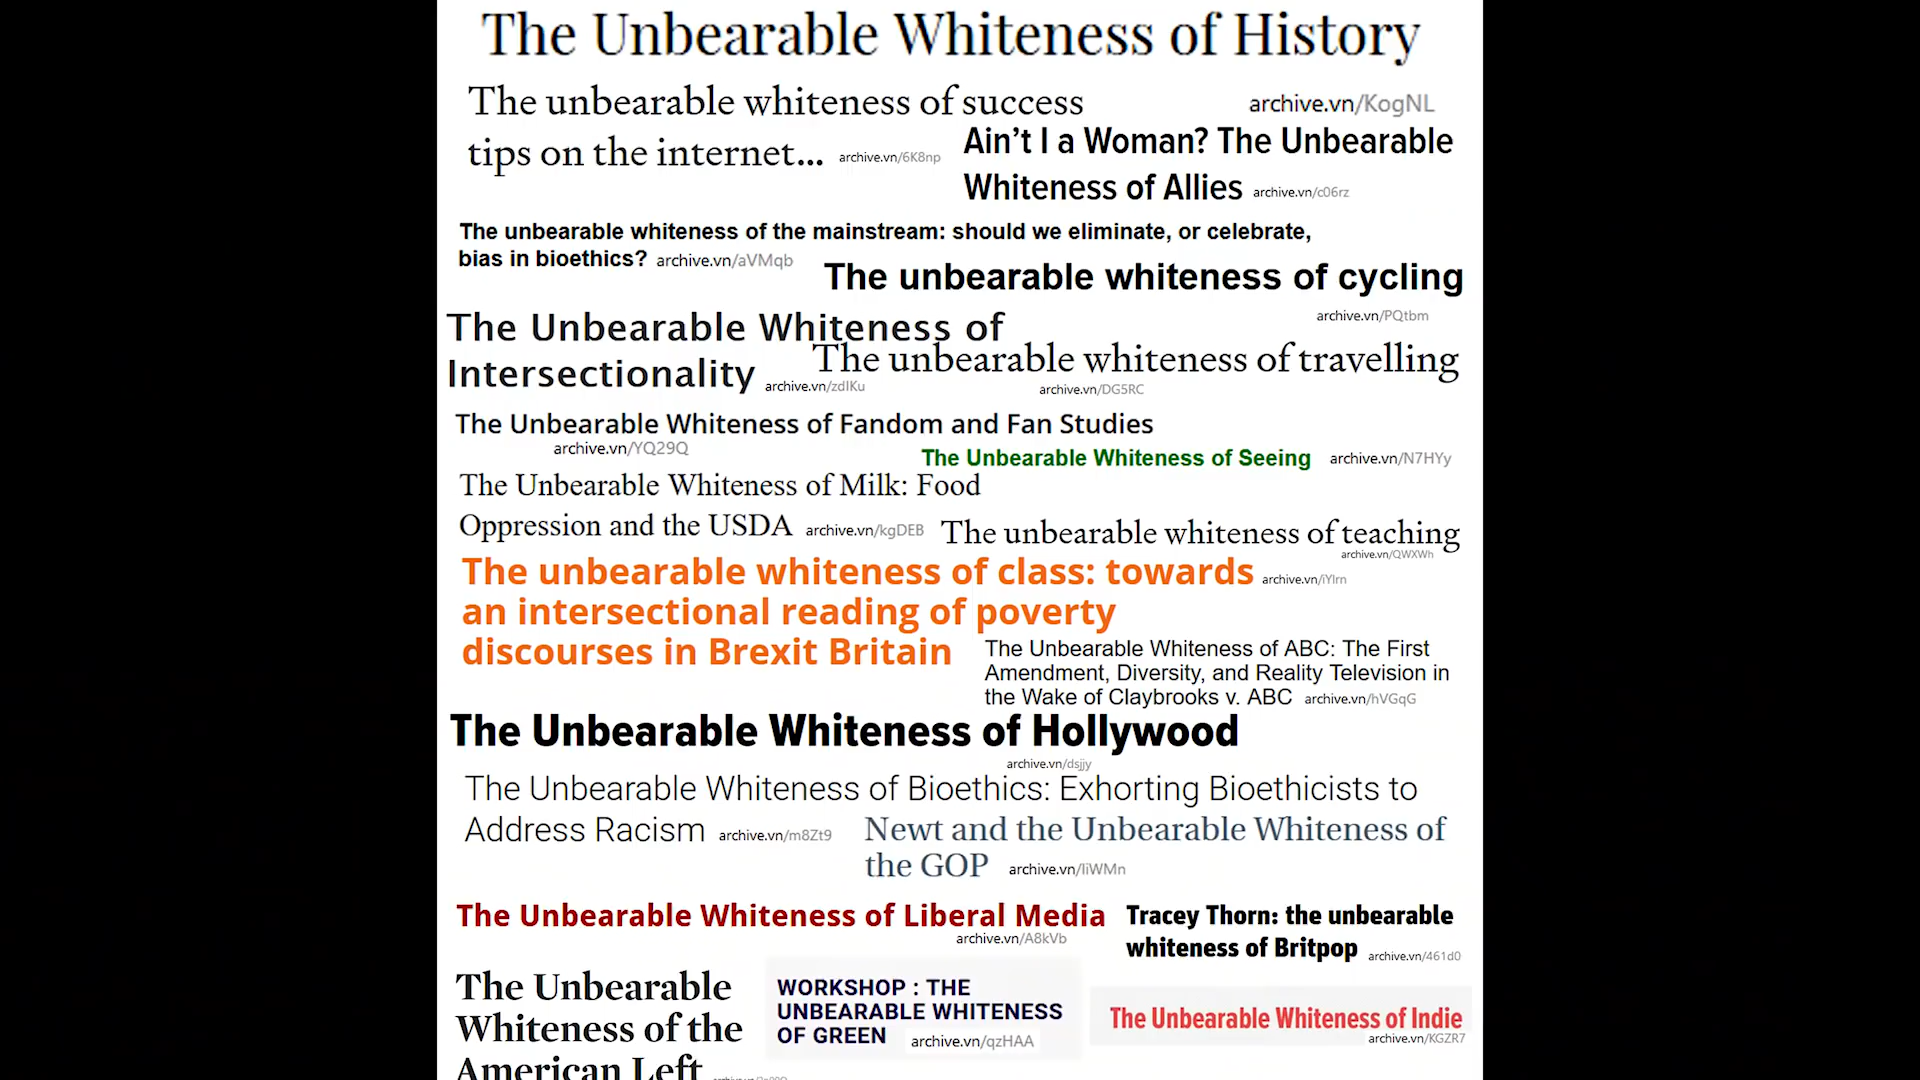 The Unbearable Whiteness of History
The unbearable whiteness of success
tips on the internet...
archive.vn/6K8np
archive.vn/KogNL
Ain't I a Woman? The Unbearable
Whiteness of Allies
archive.vn/c06rz
The unbearable whiteness of the mainstream: should we eliminate, or celebrate,
bias in bioethics?
archive.vn/aVMqb
The unbearable whiteness of cycling
archive.vn/PQtbm
The Unbearable Whiteness of
Intersectionality
archive.vn/zdIKu
The unbearable whiteness of travelling
archive.vn/DG5RC
The Unbearable Whiteness of Fandom and Fan Studies
archive.vn/YQ29Q
The Unbearable Whiteness of Seeing
archive.vn/N7HYy
The Unbearable Whiteness of Milk: Food
Oppression and the USDA
archive.vn/kgDEB
The unbearable whiteness of teaching
archive.vn/QWXWh
The unbearable whiteness of class: towards
an intersectional reading of poverty
discourses in Brexit Britain
The Unbearable Whiteness of ABC: The First
Amendment, Diversity, and Reality Television in
the Wake of Claybrooks v. ABC
archive.vn/hVGqG
The Unbearable Whiteness of Hollywood
archive.vn/dsjjy
The Unbearable Whiteness of Bioethics: Exhorting Bioethicists to
Address Racism
archive.vn/m8Zt9
Newt and the Unbearable Whiteness of
the GOP
The Unbearable Whiteness of Liberal Media
archive.vn/A8kVb
Tracey Thorn: the unbearable
whiteness of Britpop
archive.vn/461d0
The Unbearable
Whiteness of the
American Left
WORKSHOP : THE
UNBEARABLE WHITENESS
OF GREEN
archive.vn/qzHAA
The Unbearable Whiteness of Indie
archive.vn/KGZR7